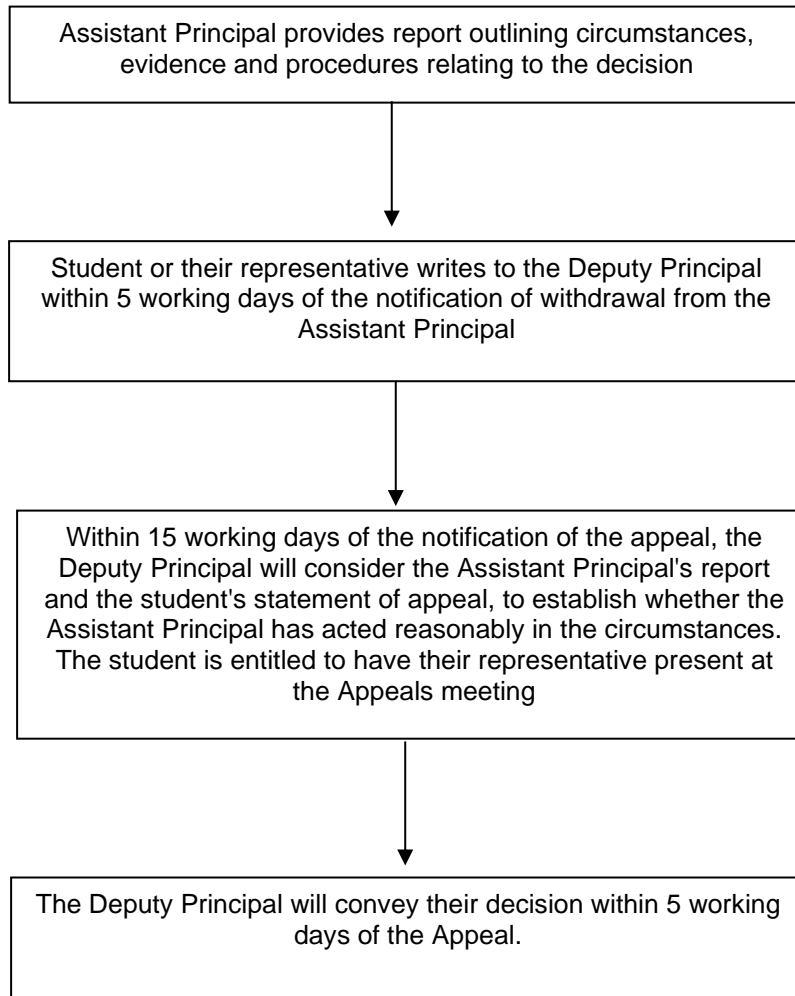 Assistant Principal provides report outlining circumstances,
evidence and procedures relating to the decision
Student or their representative writes to the Deputy Principal
within 5 working days of the notification of withdrawal from the
Assistant Principal
Within 15 working days of the notification of the appeal, the
Deputy Principal will consider the Assistant Principal's report
and the student's statement of appeal, to establish whether the
Assistant Principal has acted reasonably in the circumstances.
The student is entitled to have their representative present at
the Appeals meeting
The Deputy Principal will convey their decision within 5 working
days of the Appeal.